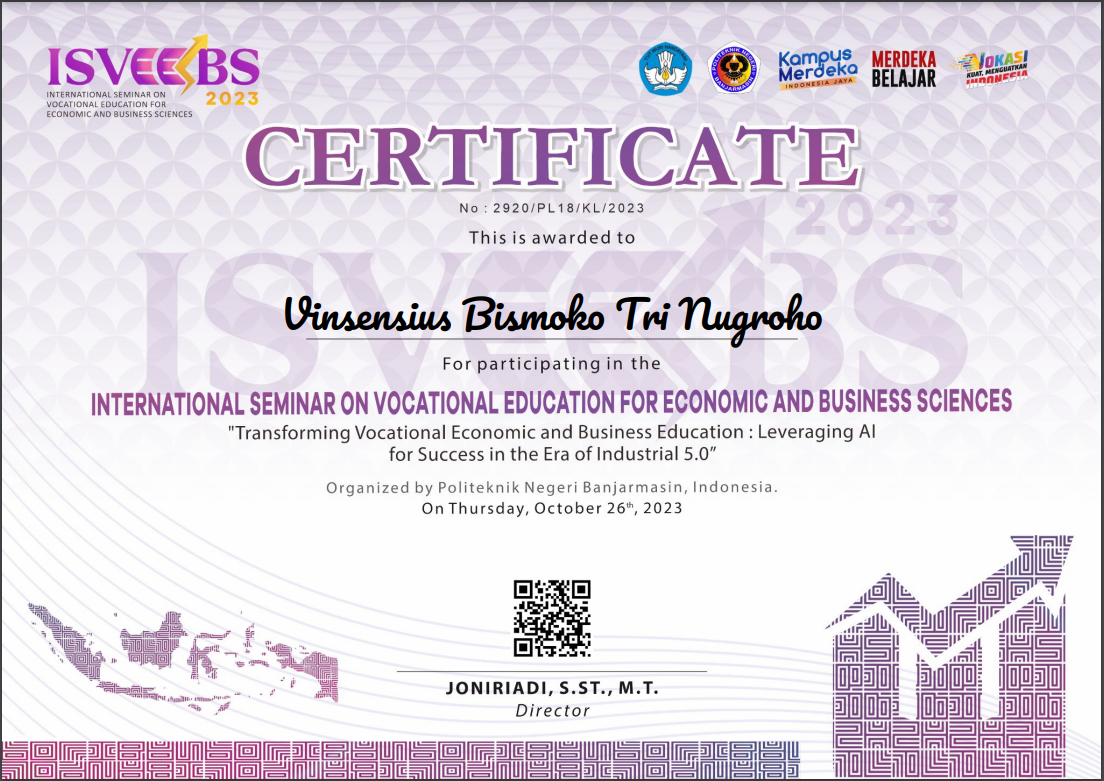 ISVEEBS
2023
INTERNATIONAL SEMINAR ON
VOCATIONAL EDUCATION FOR
ECONOMIC AND BUSINESS SCIENCES
Kampus
Merdeka
INDONESIA JAYA
MERDEKA
BELAJAR
VOKASI
KUAT, MENGUATKAN
INDONESIA
CERTIFICATE
No : 2920/PL18/KL/2023
This is awarded to
2023
ISVEEBS
Vinsensius Bismoko Tri Nugroho
For participating in the
INTERNATIONAL SEMINAR ON VOCATIONAL EDUCATION FOR ECONOMIC AND BUSINESS SCIENCES
"Transforming Vocational Economic and Business Education : Leveraging AI
for Success in the Era of Industrial 5.0”
Organized by Politeknik Negeri Banjarmasin, Indonesia.
On Thursday, October 26th, 2023
JONIRIADI, S.ST., M.T.
Director